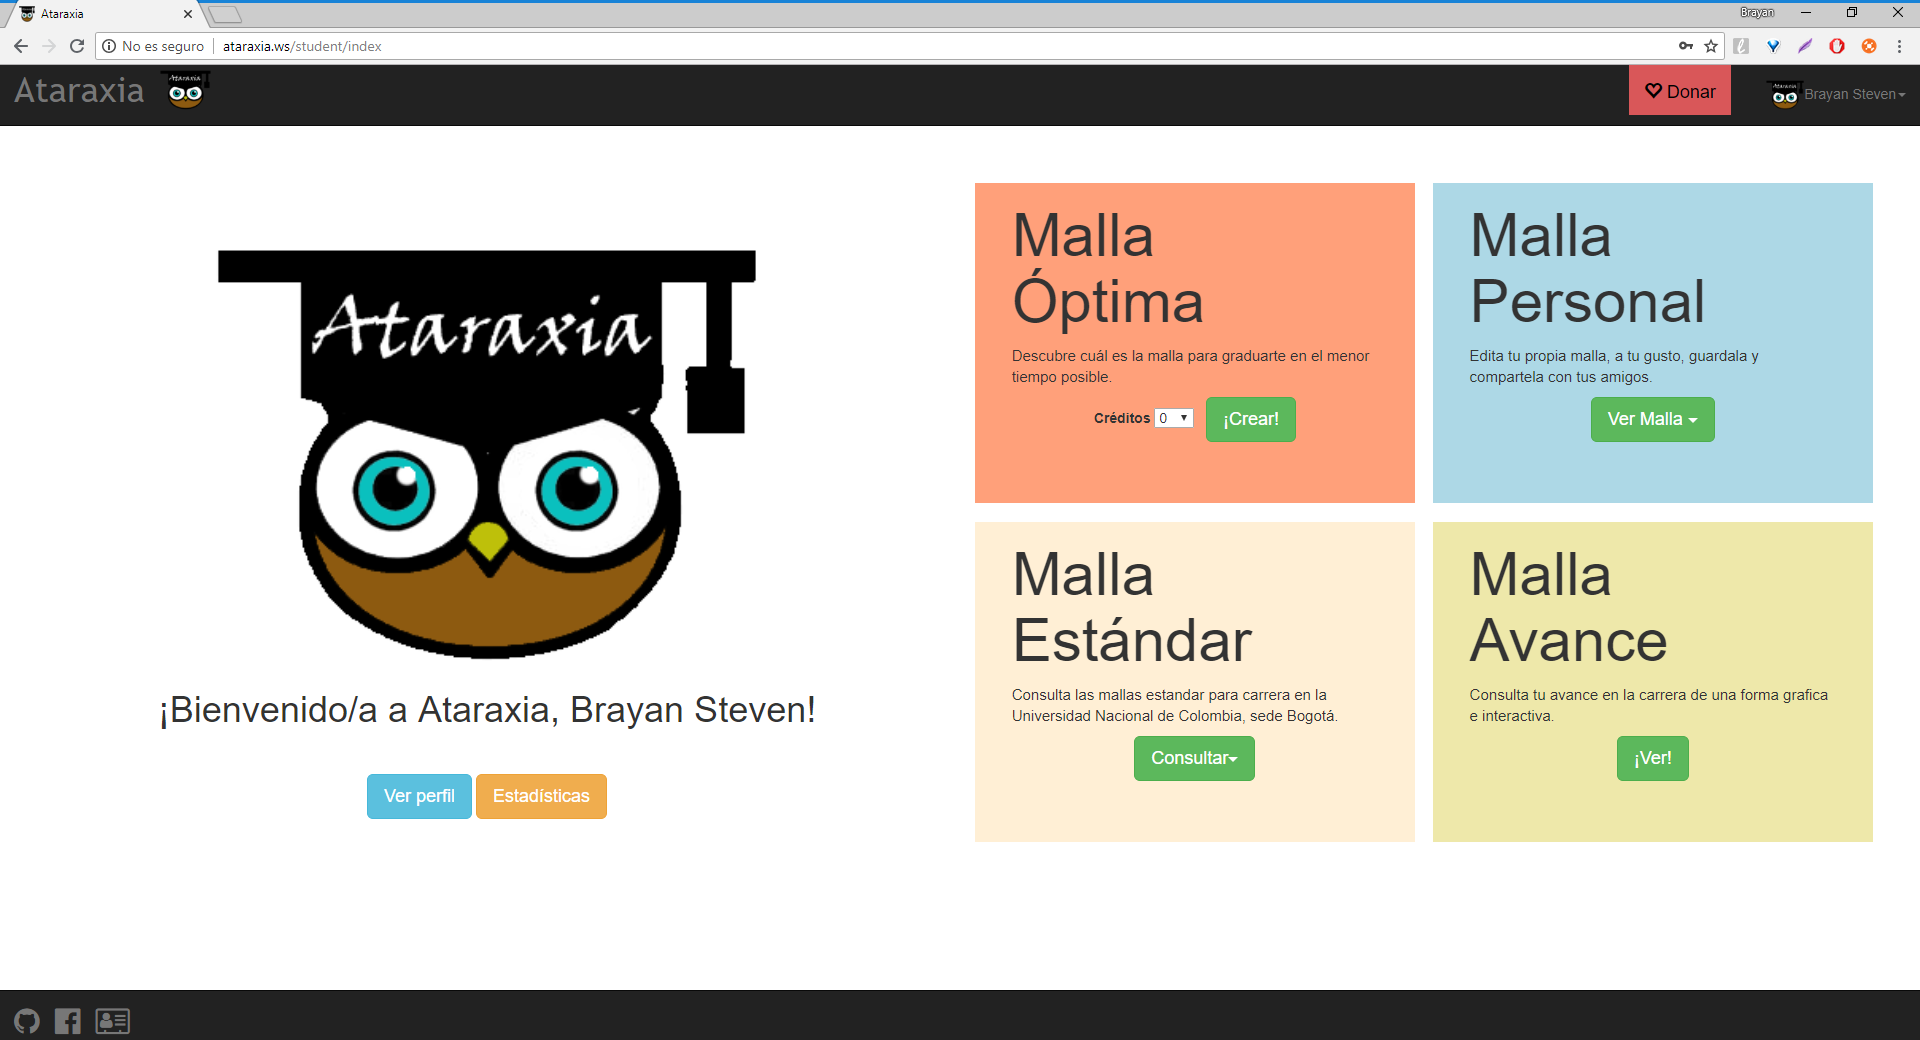 Ataraxia
Brayan
No es seguro
ataraxia.ws/student/index
Ataraxia
Ataraxia
Donar
Ataraxia
Brayan Steven
Ataraxia
¡Bienvenido/a a Ataraxia, Brayan Steven!
Ver perfil
Estadísticas
Malla
Óptima
Descubre cuál es la malla para graduarte en el menor
tiempo posible.
Créditos 0 ¡Crear!
Malla
Personal
Edita tu propia malla, a tu gusto, guardala y
compartela con tus amigos.
Ver Malla
Malla
Estándar
Consulta las mallas estandar para carrera en la
Universidad Nacional de Colombia, sede Bogotá.
Consultar
Malla
Avance
Consulta tu avance en la carrera de una forma grafica
e interactiva.
¡Ver!